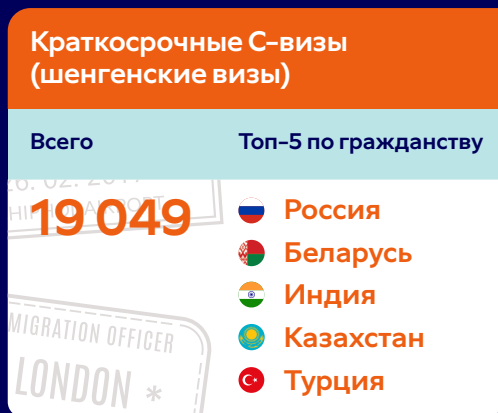 Краткосрочные С-визы
(шенгенские визы)
Всего
Топ-5 по гражданству
19 049
Россия
Беларусь
Индия
Казахстан
Турция
MIGRATION OFFICER
LONDON *